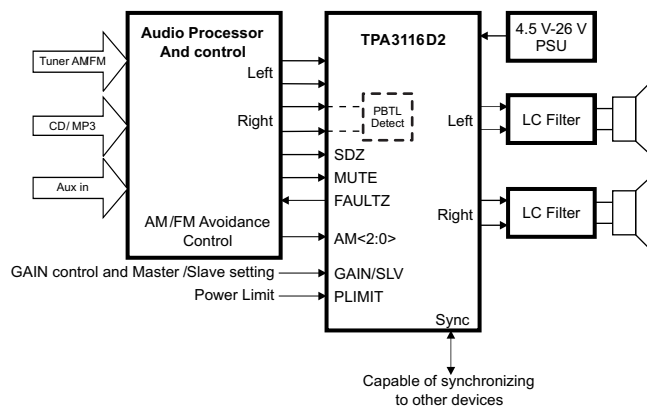 Audio Processor
And control
TPA3116D2
4.5 V-26 V
PSU
Tuner AM/FM
Left
CD/ MP3
Right
PBTL
Detect
Left
LC Filter
SDZ
Aux in
MUTE
FAULTZ
Right
LC Filter
AM/FM Avoidance
Control
AM<2:0>
GAIN control and Master /Slave setting
GAIN/SLV
Power Limit
PLIMIT
Sync
Capable of synchronizing
to other devices